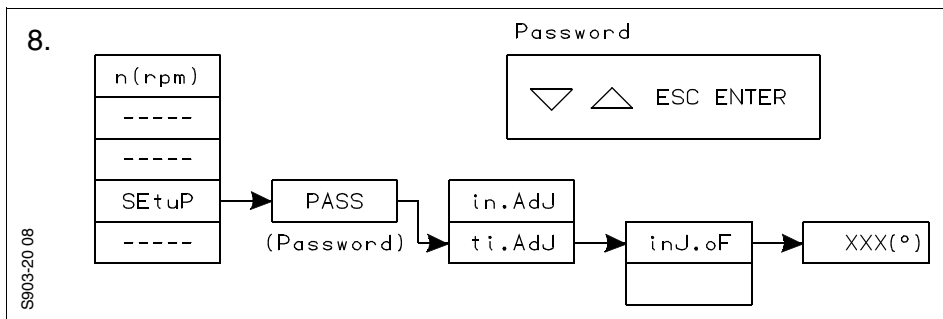 8.
Password
▽ △ ESC ENTER
n(rpm)
-----
-----
SEtuP
-----
PASS
(Password)
in.AdJ
ti.AdJ
inJ.oF
XXX(°)
S903-20 08